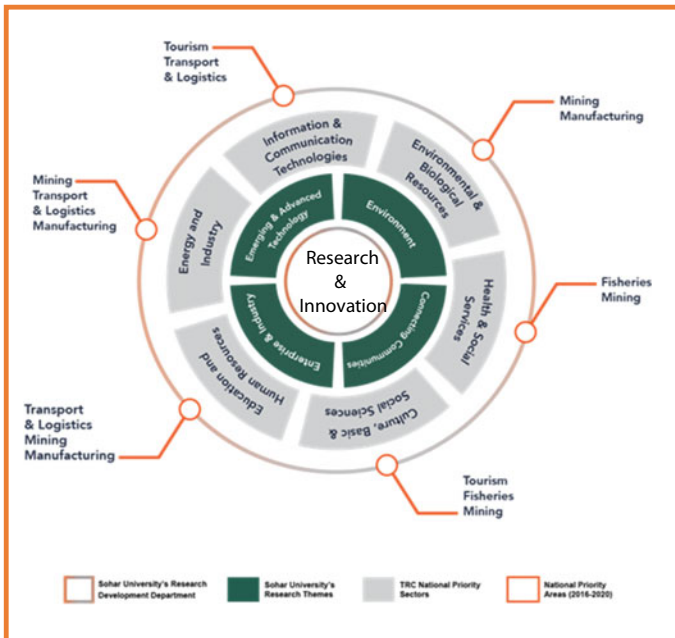 Tourism
Transport
& Logistics
Mining
Manufacturing
Information &
Communication
Technologies
Environmental &
Biological
Resources
Mining
Transport
& Logistics
Manufacturing
Energy and
Industry
Emerging & Advanced
Technology
Environment
Research
&
Innovation
Fisheries
Mining
Health & Social
Services
Enterprise & Industry
Connecting Communities
Education and
Human Resources
Culture, Basic &
Social Sciences
Transport
& Logistics
Mining
Manufacturing
Tourism
Fisheries
Mining
Sohar University's Research
Development Department
Sohar University's
Research Themes
TRC National Priority
Sectors
National Priority
Areas (2016-2020)